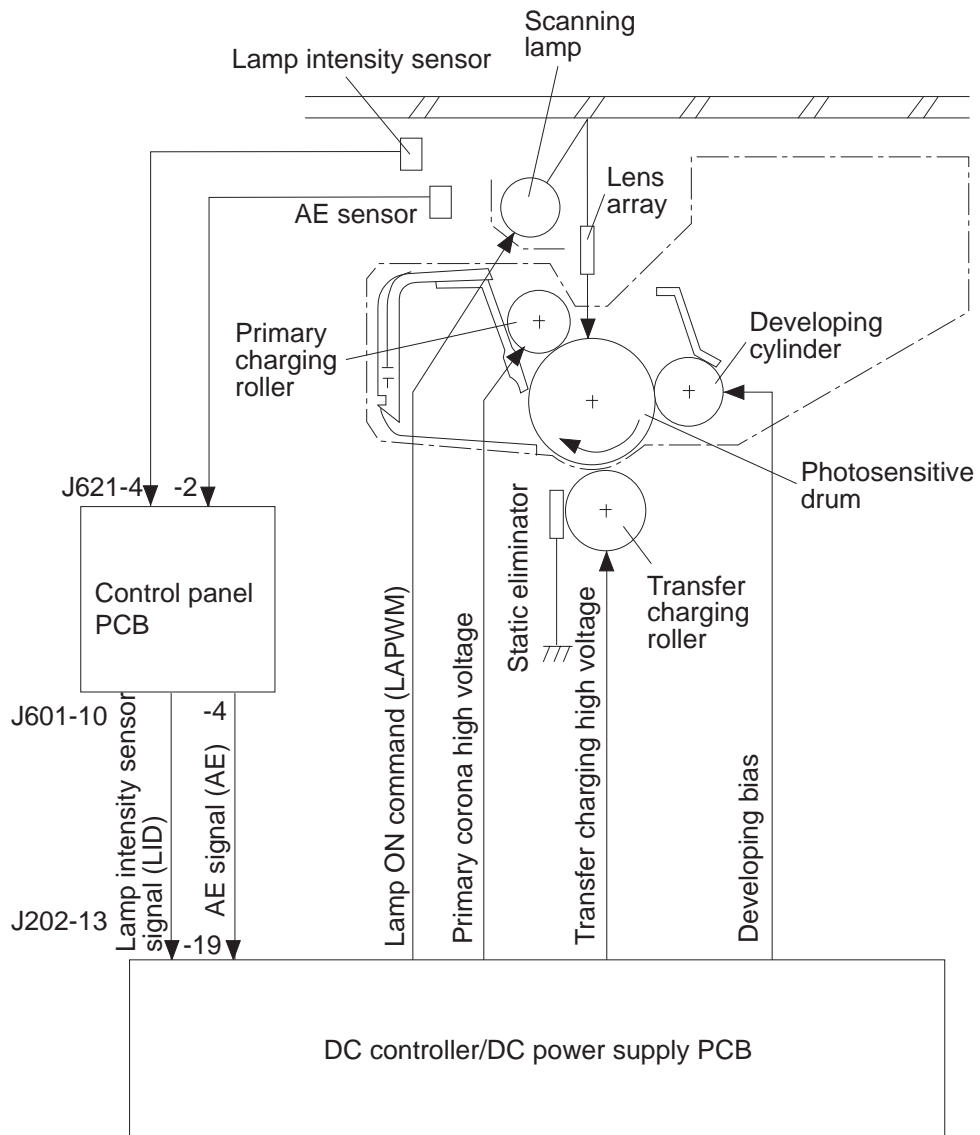 Scanning
lamp
Lamp intensity sensor
Lens
array
AE sensor
Primary
charging
roller
Developing
cylinder
Photosensitive
drum
J621-4 -2
Static eliminator
Control panel
PCB
Transfer
charging
roller
J601-10 -4
Lamp intensity sensor
signal (LID)
AE signal (AE)
Lamp ON command (LAPWM)
Primary corona high voltage
Transfer charging high voltage
Developing bias
J202-13 -19
DC controller/DC power supply PCB